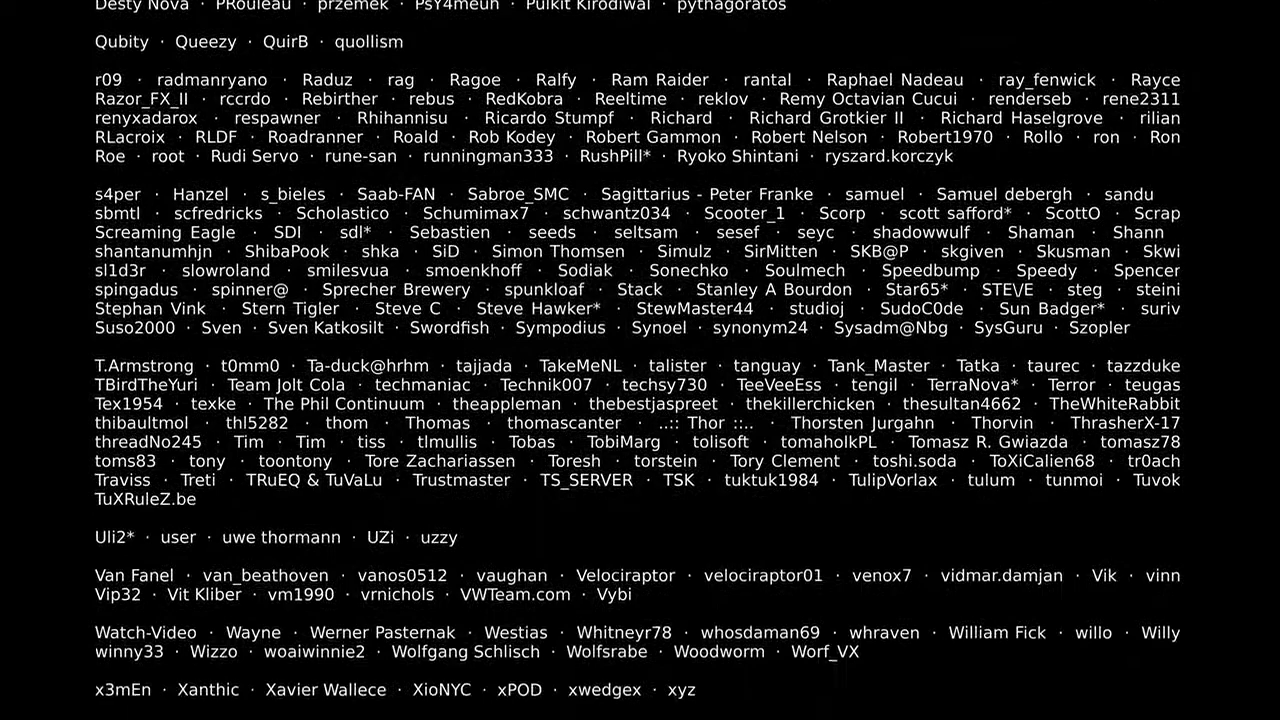 Desty Nova · PRouleau · przemek · PsY4meuh · Pulkit Kirodiwal · pythagoratos
Qubity · Queezy · QuirB · quollism
r09 · radmanryano · Raduz · rag · Ragoe · Ralfy · Ram Raider · rantal · Raphael Nadeau · ray_fenwick · Rayce
Razor_FX_II · rccrdo · Rebirther · rebus · RedKobra · Reeltime · reklov · Remy Octavian Cucui · renderseb · rene2311
renyxadarox · respawner · Rhihannisu · Ricardo Stumpf · Richard · Richard Grotkier II · Richard Haselgrove · rilian
RLacroix · RLDF · Roadranner · Roald · Rob Kodey · Robert Gammon · Robert Nelson · Robert1970 · Rollo · ron · Ron
Roe · root · Rudi Servo · rune-san · runningman333 · RushPill* · Ryoko Shintani · ryszard.korczyk
s4per · Hanzel · s_bieles · Saab-FAN · Sabroe_SMC · Sagittarius - Peter Franke · samuel · Samuel debergh · sandu
sbmtl · scfredricks · Scholastico · Schumimax7 · schwantz034 · Scooter_1 · Scorp · scott safford* · ScottO · Scrap
Screaming Eagle · SDI · sdl* · Sebastien · seeds · seltsam · sesef · seyc · shadowwulf · Shaman · Shann
shantanumhjn · ShibaPook · shka · SiD · Simon Thomsen · Simulz · SirMitten · SKB@P · skgiven · Skusman · Skwi
sl1d3r · slowroland · smilesvua · smoenkhoff · Sodiak · Sonechko · Soulmech · Speedbump · Speedy · Spencer
spingadus · spinner@ · Sprecher Brewery · spunkloaf · Stack · Stanley A Bourdon · Star65* · STE\/E · steg · steini
Stephan Vink · Stern Tigler · Steve C · Steve Hawker* · StewMaster44 · studioj · SudoC0de · Sun Badger* · suriv
Suso2000 · Sven · Sven Katkosilt · Swordfish · Sympodius · Synoel · synonym24 · Sysadm@Nbg · SysGuru · Szopler
T.Armstrong · t0mm0 · Ta-duck@hrhm · tajjada · TakeMeNL · talister · tanguay · Tank_Master · Tatka · taurec · tazzduke
TBirdTheYuri · Team Jolt Cola · techmaniac · Technik007 · techsy730 · TeeVeeEss · tengil · TerraNova* · Terror · teugas
Tex1954 · texke · The Phil Continuum · theappleman · thebestjaspreet · thekillerchicken · thesultan4662 · TheWhiteRabbit
thibaultmol · thl5282 · thom · Thomas · thomascanter · ..:: Thor ::.. · Thorsten Jurgahn · Thorvin · ThrasherX-17
threadNo245 · Tim · Tim · tiss · tlmullis · Tobas · TobiMarg · tolisoft · tomaholkPL · Tomasz R. Gwiazda · tomasz78
toms83 · tony · toontony · Tore Zachariassen · Toresh · torstein · Tory Clement · toshi.soda · ToXiCalien68 · tr0ach
Traviss · Treti · TRuEQ & TuVaLu · Trustmaster · TS_SERVER · TSK · tuktuk1984 · TulipVorlax · tulum · tunmoi · Tuvok
TuXRuleZ.be
Uli2* · user · uwe thormann · UZi · uzzy
Van Fanel · van_beathoven · vanos0512 · vaughan · Velociraptor · velociraptor01 · venox7 · vidmar.damjan · Vik · vinn
Vip32 · Vit Kliber · vm1990 · vrnichols · VWTeam.com · Vybi
Watch-Video · Wayne · Werner Pasternak · Westias · Whitneyr78 · whosdaman69 · whraven · William Fick · willo · Willy
winny33 · Wizzo · woaiwinnie2 · Wolfgang Schlisch · Wolfsrabe · Woodworm · Worf_VX
x3mEn · Xanthic · Xavier Wallece · XioNYC · xPOD · xwedgex · xyz